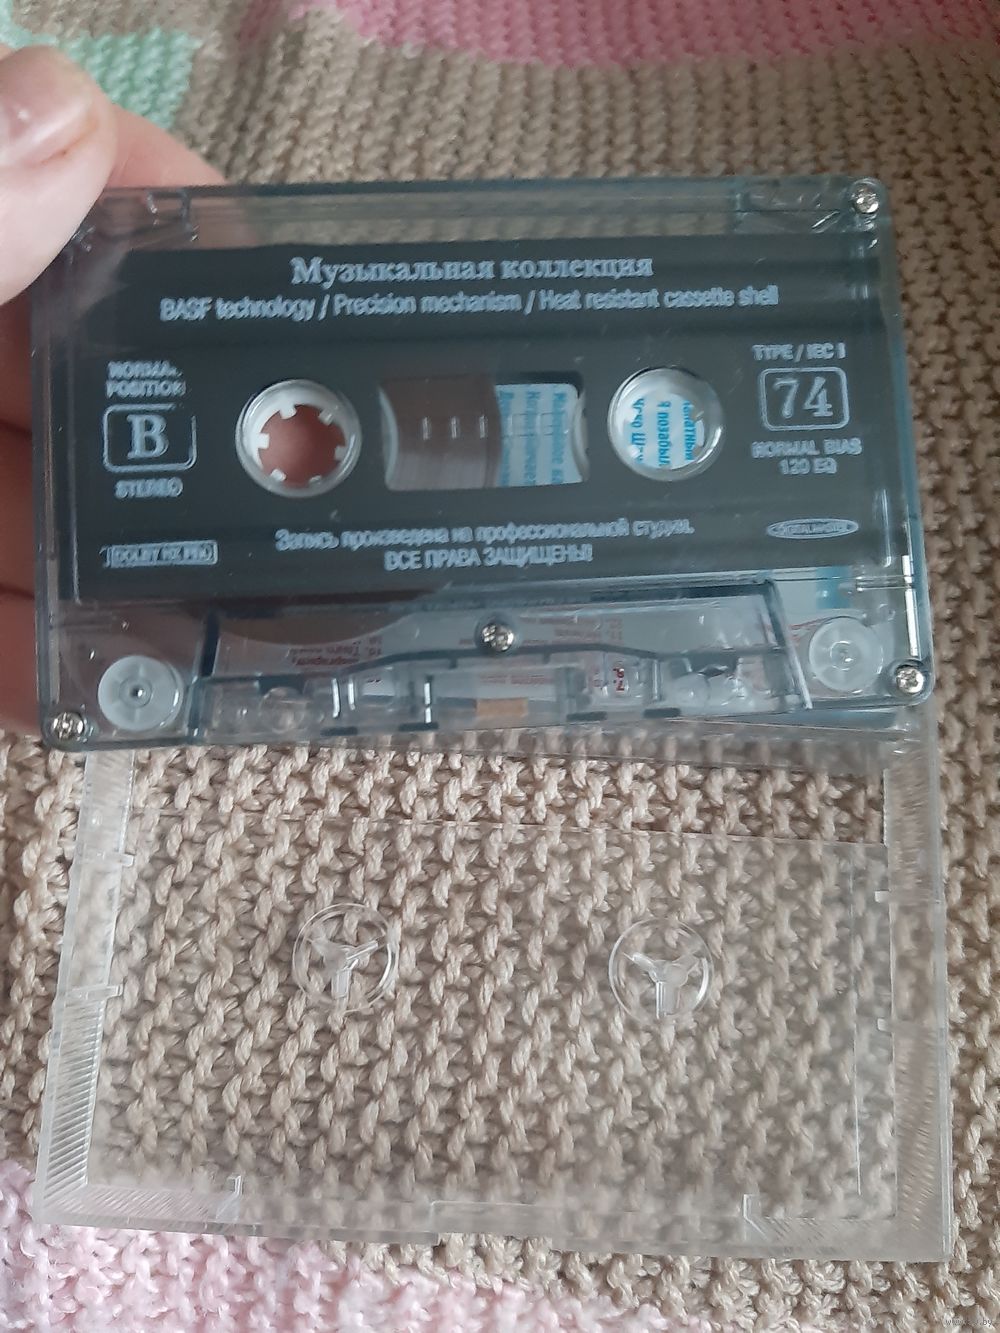 Музыкальная коллекция
BASF technology / Precision mechanism / Heat resistant cassette shell
NORMAL
POSITION
B
STEREO
TYPE / IEC I
74
NORMAL BIAS
120 EQ
Я позабыл
DOLBY HX PRO
Запись произведена на профессиональной студии.
ВСЕ ПРАВА ЗАЩИЩЕНЫ!